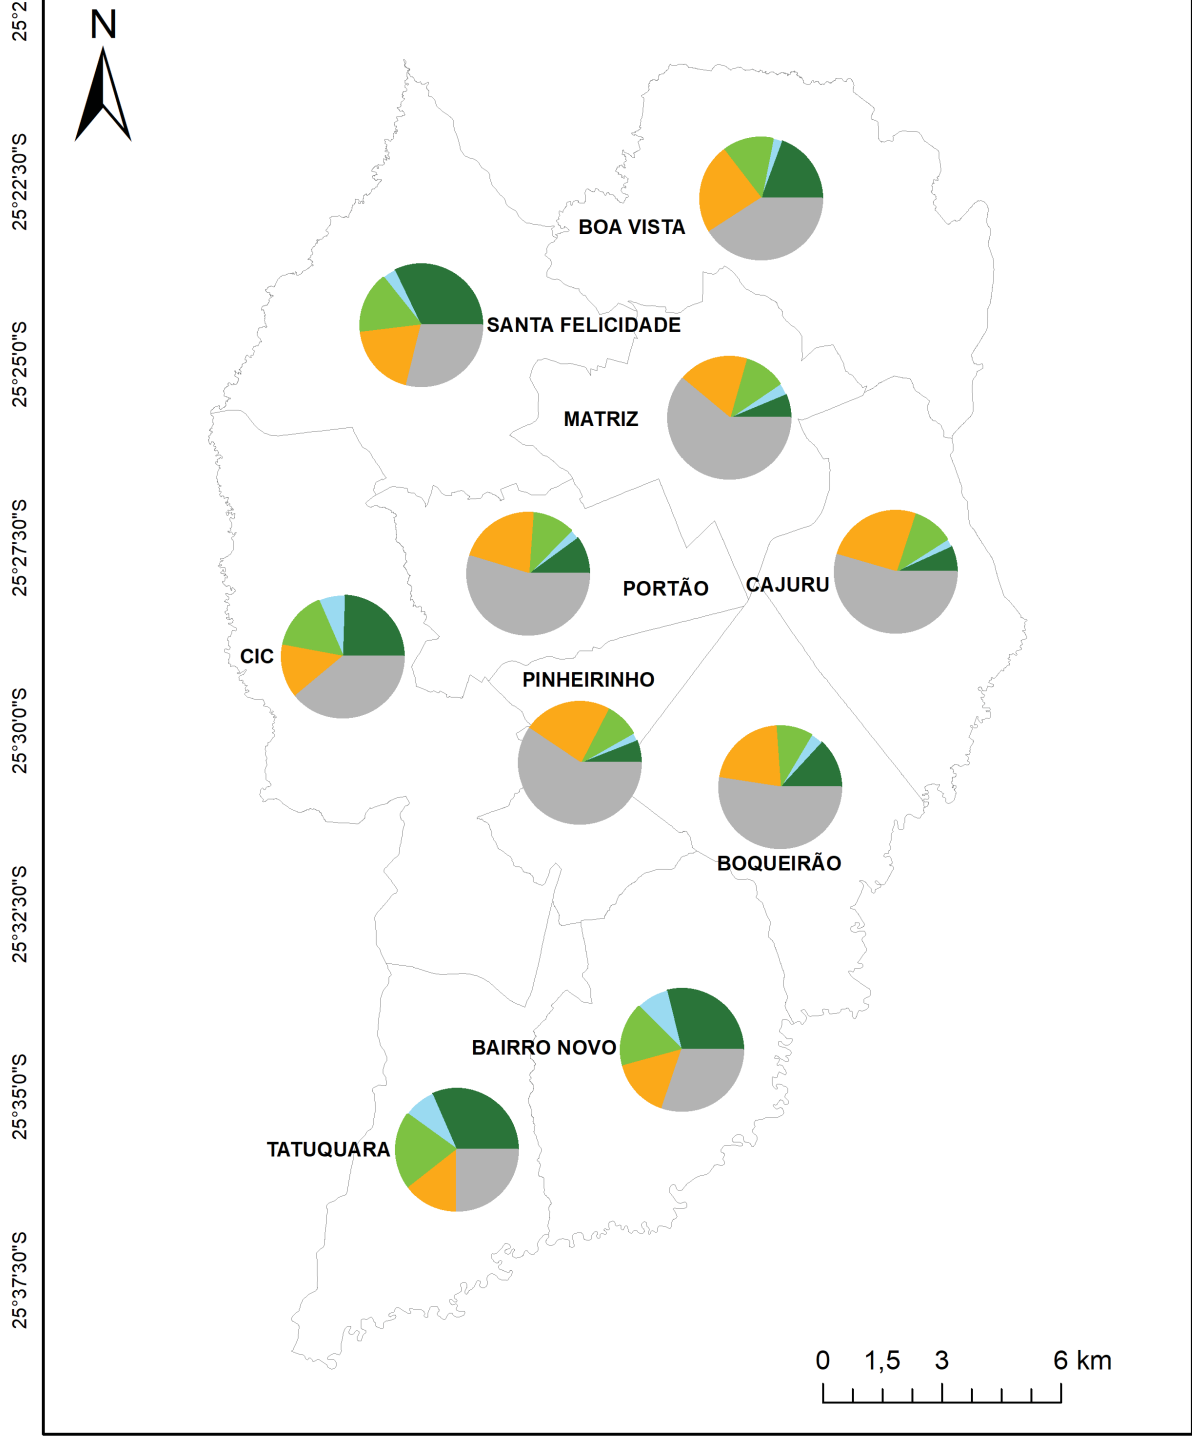 25°2
N
25°22'30"S
BOA VISTA
25°25'0"S
SANTA FELICIDADE
MATRIZ
25°27'30"S
PORTÃO
CAJURU
CIC
PINHEIRINHO
25°30'0"S
BOQUEIRÃO
25°32'30"S
BAIRRO NOVO
25°35'0"S
TATUQUARA
25°37'30"S
0 1,5 3 6 km